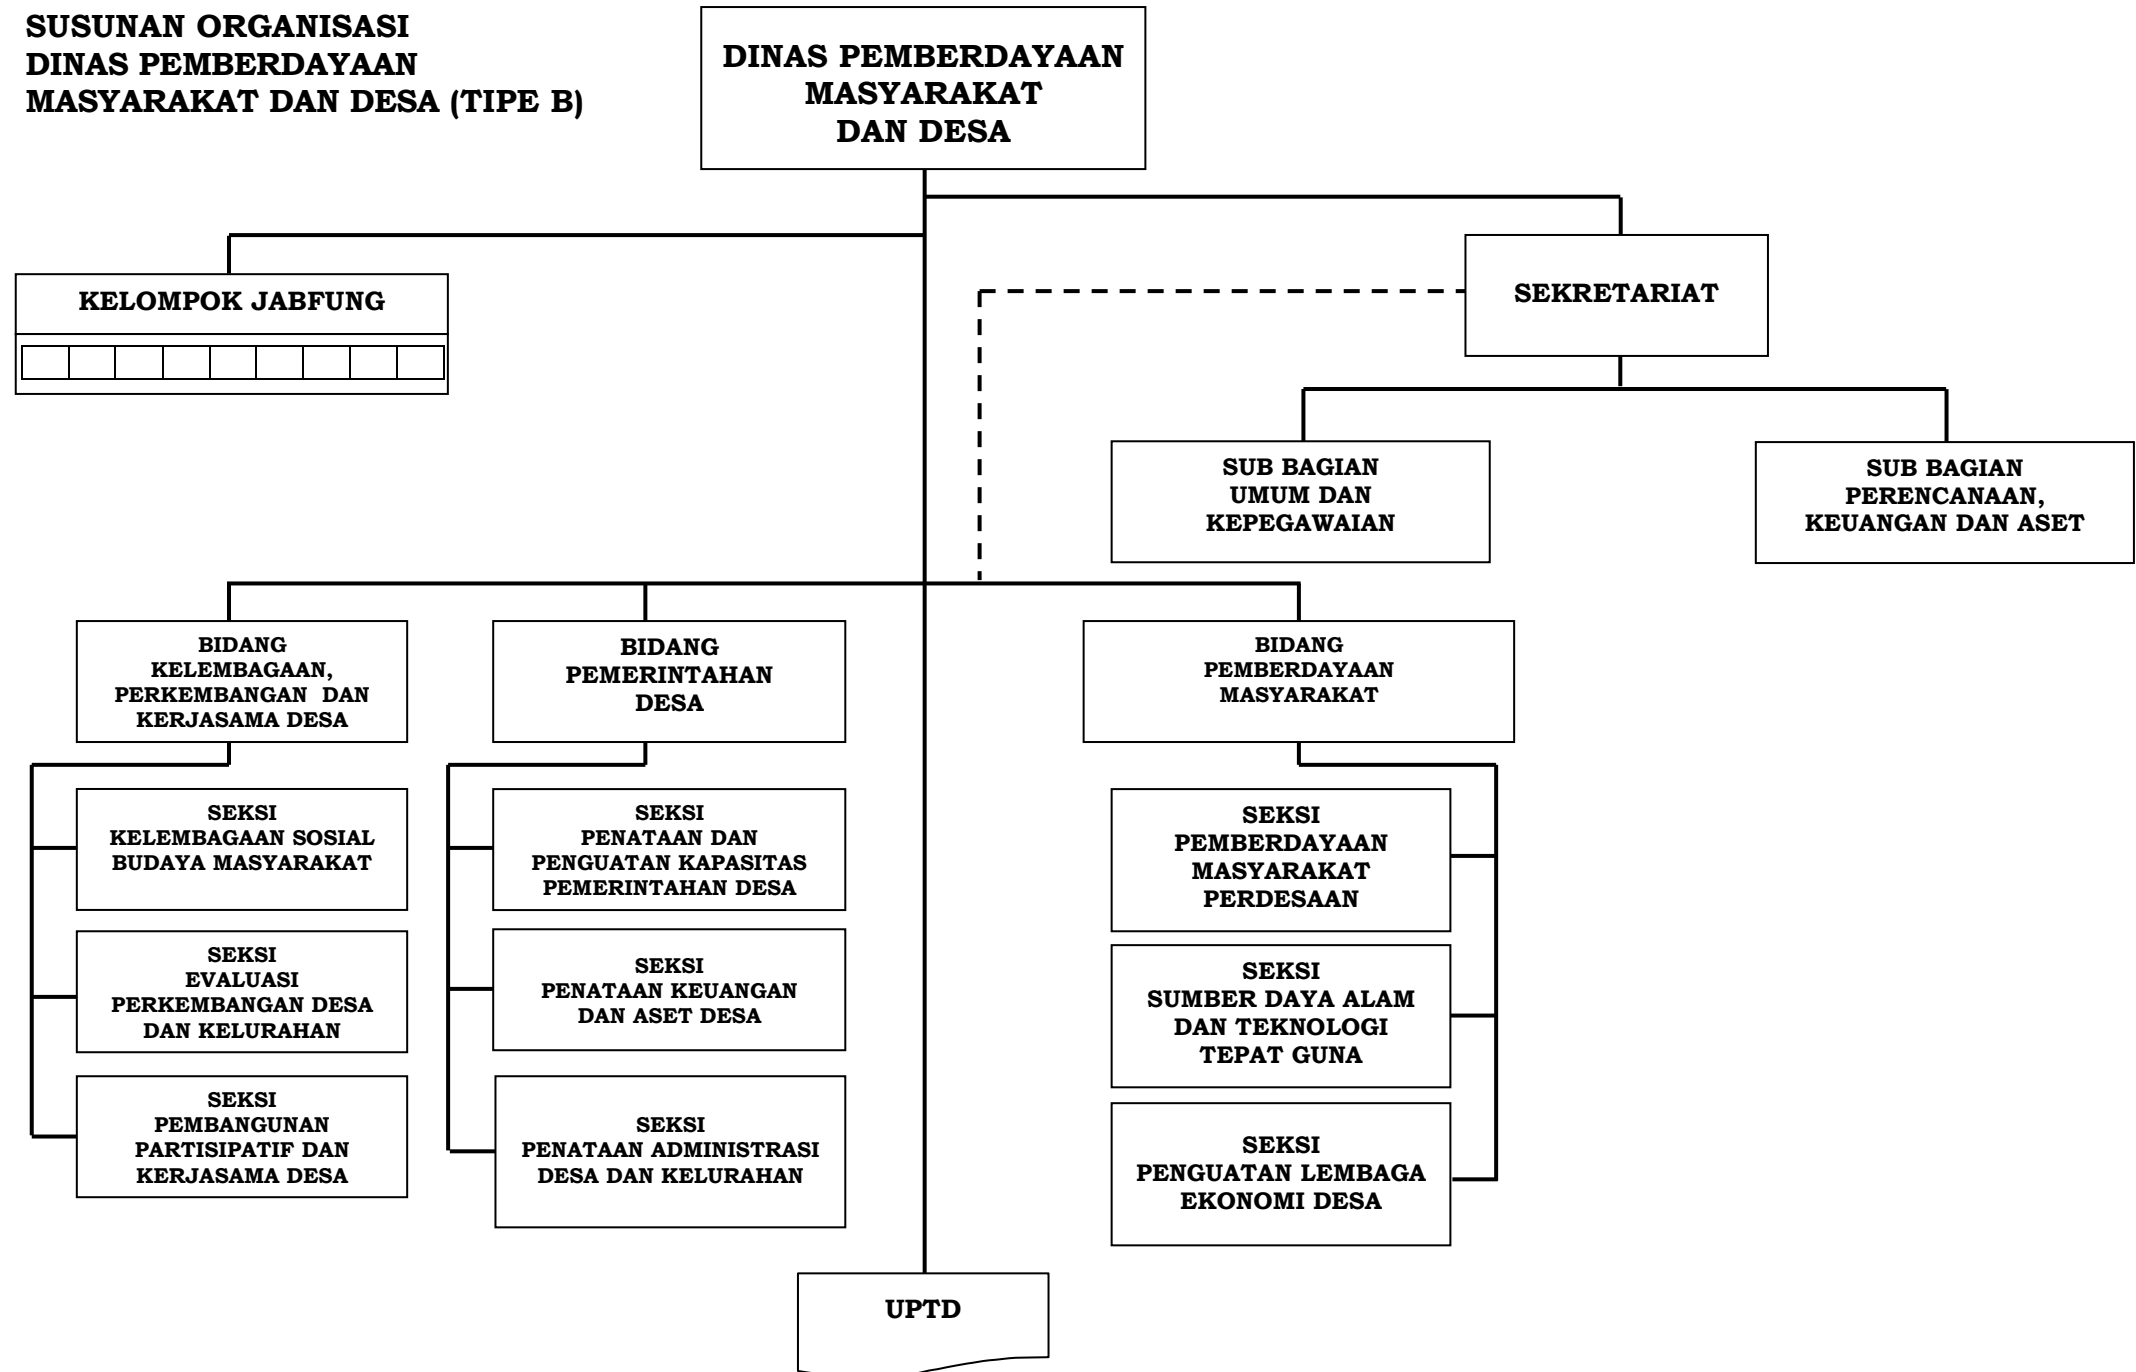 SUSUNAN ORGANISASI
DINAS PEMBERDAYAAN
MASYARAKAT DAN DESA (TIPE B)
DINAS PEMBERDAYAAN
MASYARAKAT
DAN DESA
KELOMPOK JABFUNG
SEKRETARIAT
SUB BAGIAN
UMUM DAN
KEPEGAWAIAN
SUB BAGIAN
PERENCANAAN,
KEUANGAN DAN ASET
BIDANG
KELEMBAGAAN,
PERKEMBANGAN DAN
KERJASAMA DESA
BIDANG
PEMERINTAHAN
DESA
BIDANG
PEMBERDAYAAN
MASYARAKAT
SEKSI
KELEMBAGAAN SOSIAL
BUDAYA MASYARAKAT
SEKSI
EVALUASI
PERKEMBANGAN DESA
DAN KELURAHAN
SEKSI
PEMBANGUNAN
PARTISIPATIF DAN
KERJASAMA DESA
SEKSI
PENATAAN DAN
PENGUATAN KAPASITAS
PEMERINTAHAN DESA
SEKSI
PENATAAN KEUANGAN
DAN ASET DESA
SEKSI
PENATAAN ADMINISTRASI
DESA DAN KELURAHAN
SEKSI
PEMBERDAYAAN
MASYARAKAT
PERDESAAN
SEKSI
SUMBER DAYA ALAM
DAN TEKNOLOGI
TEPAT GUNA
SEKSI
PENGUATAN LEMBAGA
EKONOMI DESA
UPTD